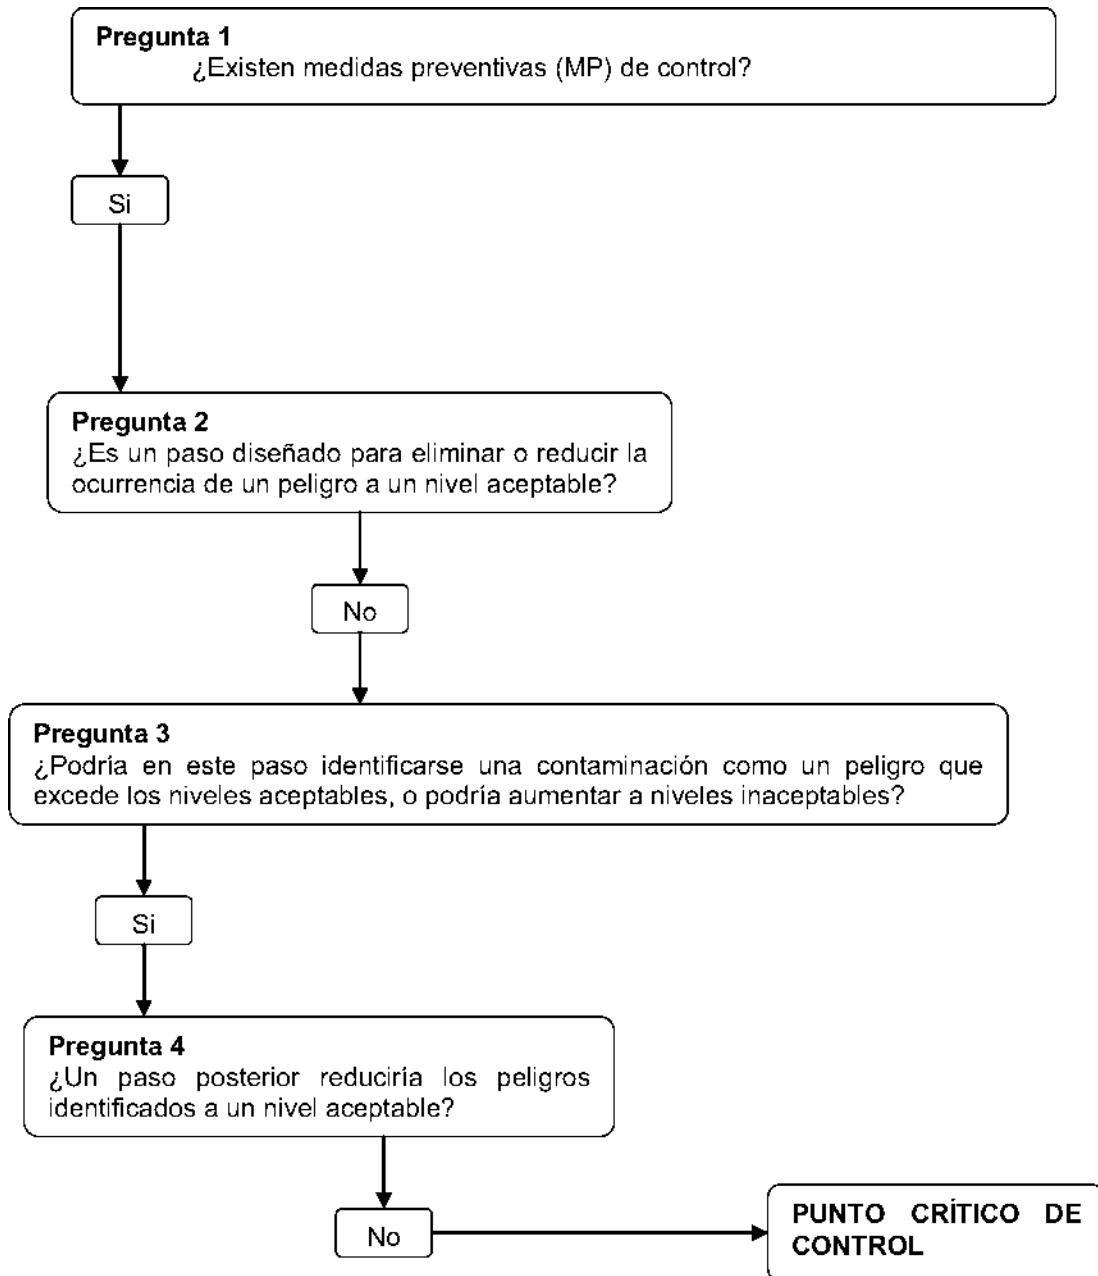 Pregunta 1
¿Existen medidas preventivas (MP) de control?
Si
Pregunta 2
¿Es un paso diseñado para eliminar o reducir la
ocurrencia de un peligro a un nivel aceptable?
No
Pregunta 3
¿Podría en este paso identificarse una contaminación como un peligro que
excede los niveles aceptables, o podría aumentar a niveles inaceptables?
Si
Pregunta 4
¿Un paso posterior reduciría los peligros
identificados a un nivel aceptable?
No
PUNTO CRÍTICO DE
CONTROL